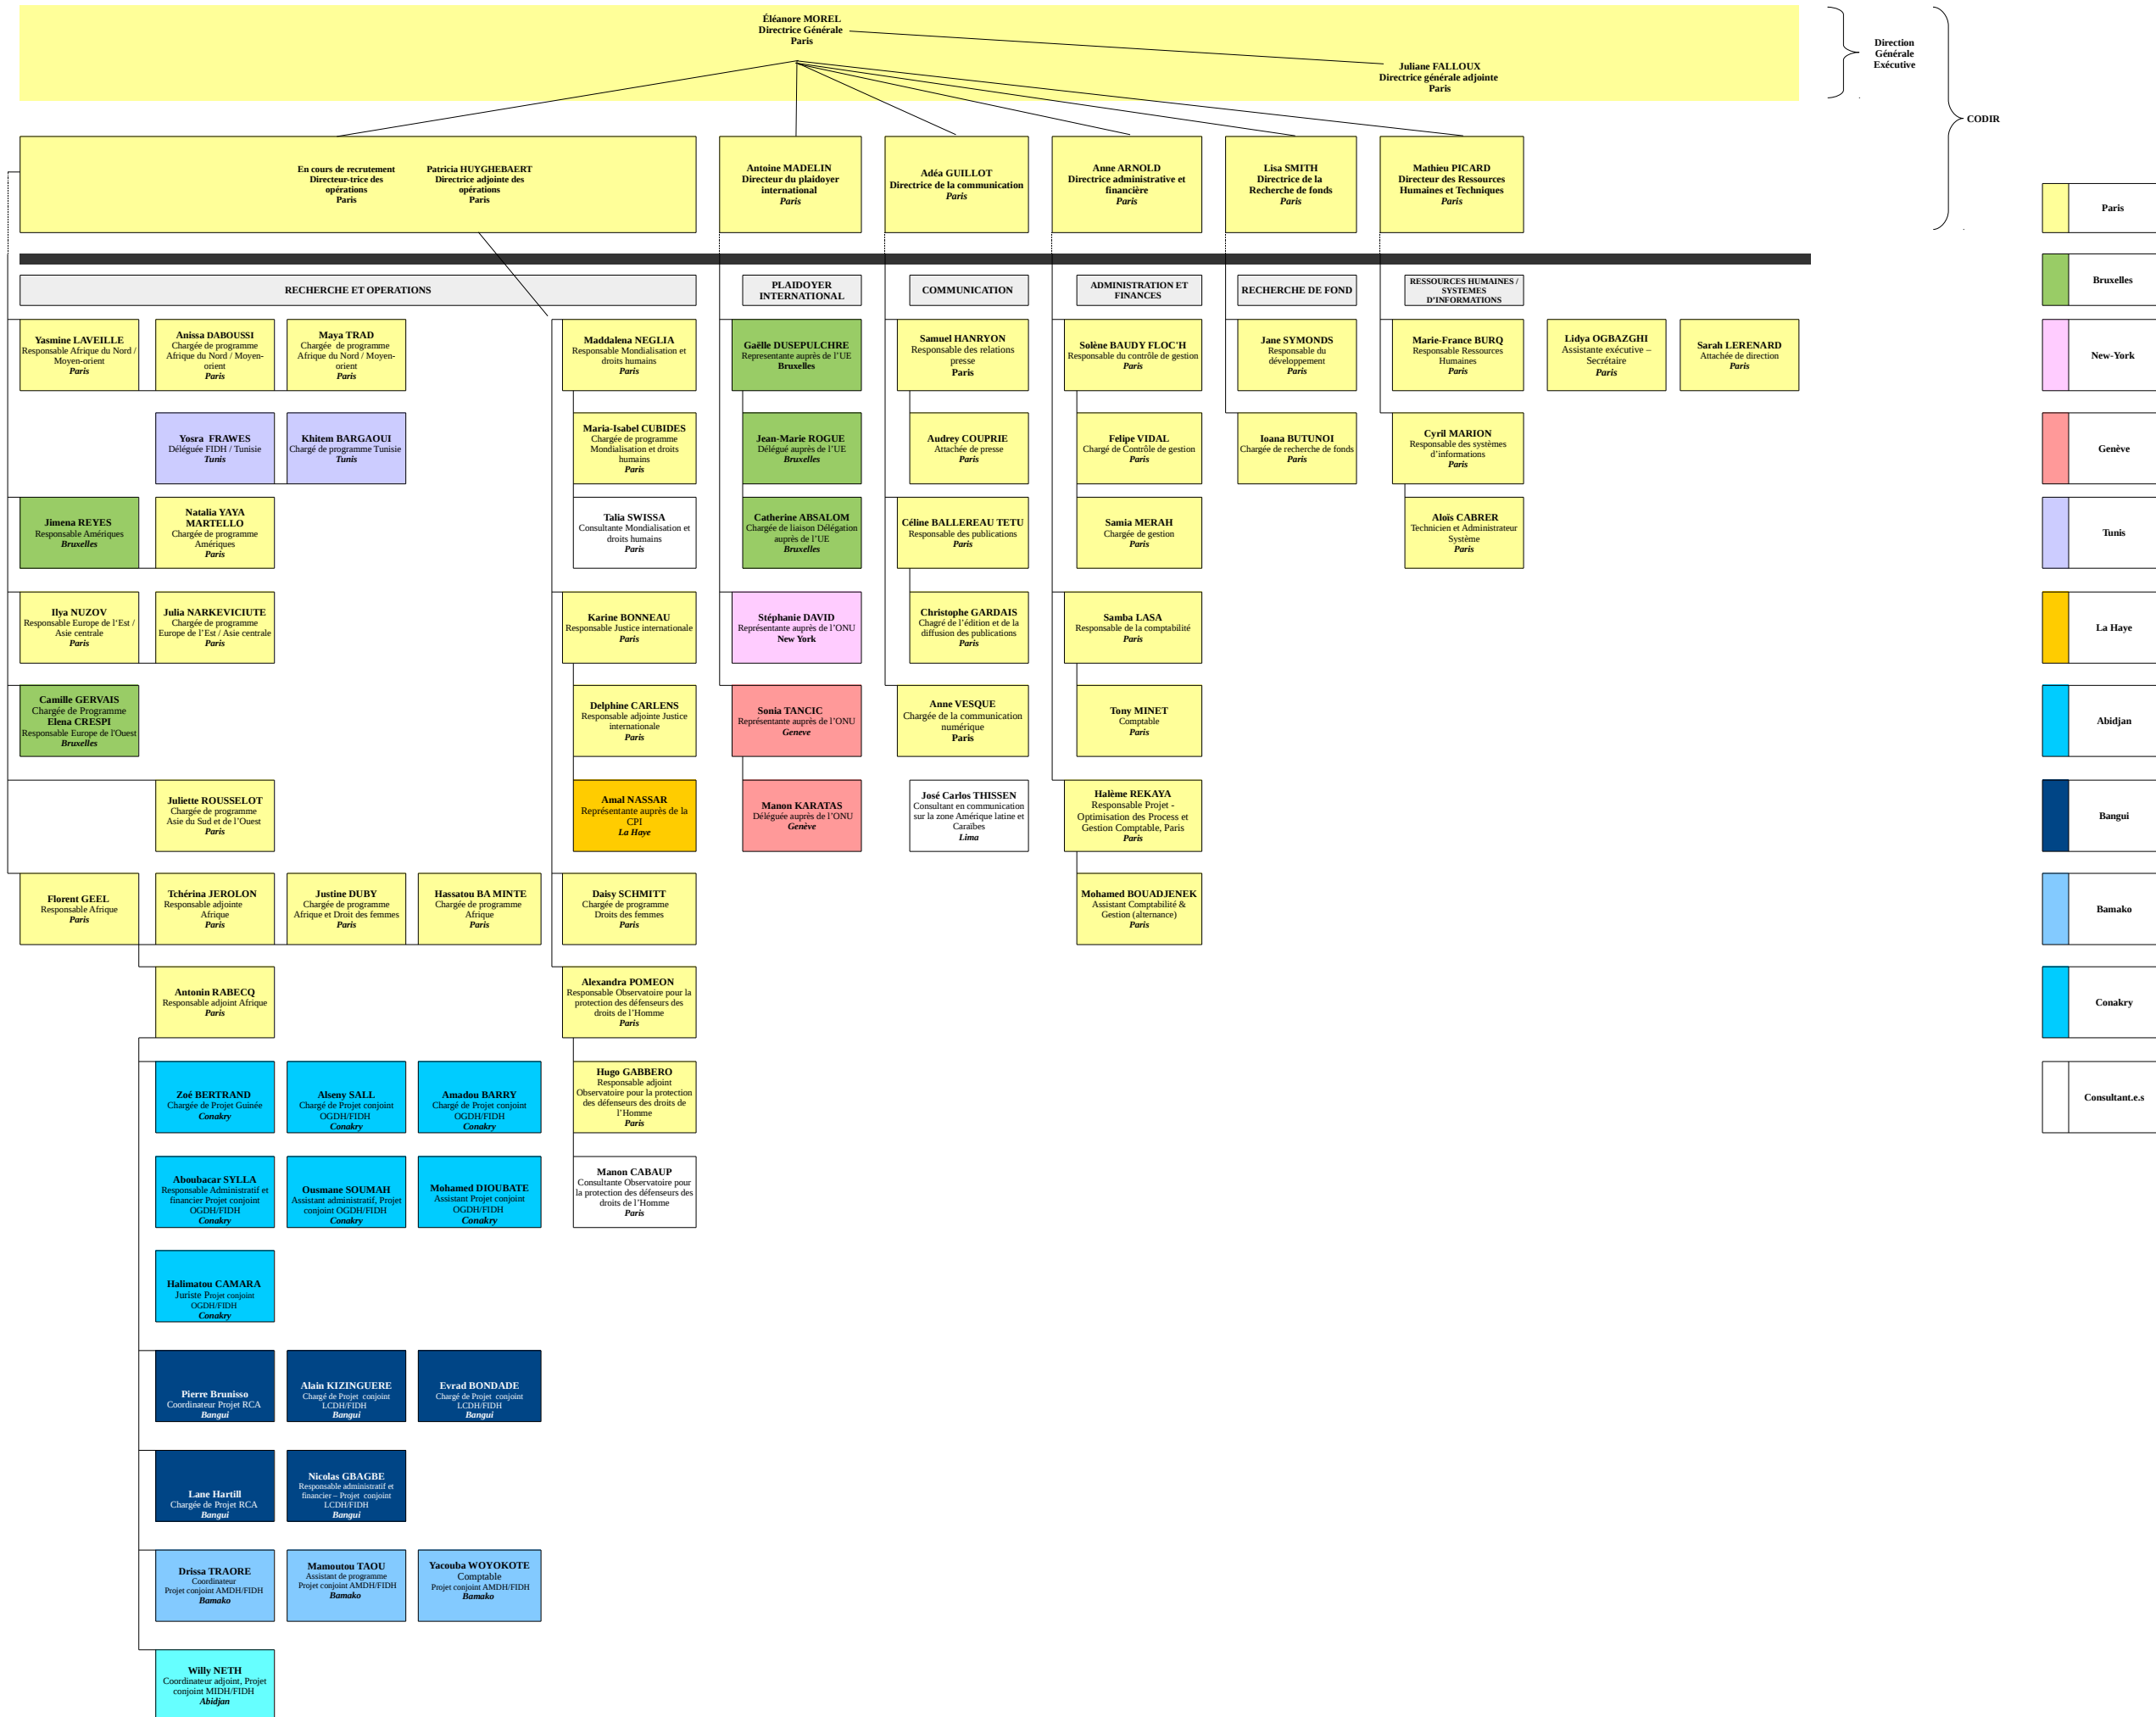 Éléanore MOREL
Directrice Générale
Paris
Juliane FALLOUX
Directrice générale adjointe
Paris
Direction
Générale
Exécutive
CODIR
En cours de recrutement
Directeur-trice des
opérations
Paris
Patricia HUYGHEBAERT
Directrice adjointe des
opérations
Paris
Antoine MADELIN
Directeur du plaidoyer
international
Paris
Adéa GUILLOT
Directrice de la communication
Paris
Anne ARNOLD
Directrice administrative et
financière
Paris
Lisa SMITH
Directrice de la
Recherche de fonds
Paris
Mathieu PICARD
Directeur des Ressources
Humaines et Techniques
Paris
RECHERCHE ET OPERATIONS
PLAIDOYER
INTERNATIONAL
COMMUNICATION
ADMINISTRATION ET
FINANCES
RECHERCHE DE FOND
RESSOURCES HUMAINES /
SYSTEMES
D'INFORMATIONS
Yasmine LAVEILLE
Responsable Afrique du Nord /
Moyen-orient
Paris
Anissa DABOUSSI
Chargée de programme
Afrique du Nord / Moyen-
orient
Paris
Maya TRAD
Chargée  de programme
Afrique du Nord / Moyen-
orient
Paris
Maddalena NEGLIA
Responsable Mondialisation et
droits humains
Paris
Gaëlle DUSEPULCHRE
Representante auprès de l'UE
Bruxelles
Samuel HANRYON
Responsable des relations
presse
Paris
Solène BAUDY FLOC'H
Responsable du contrôle de gestion
Paris
Jane SYMONDS
Responsable du
développement
Paris
Marie-France BURQ
Responsable Ressources
Humaines
Paris
Lidya OGBAZGHI
Assistante exécutive –
Secrétaire
Paris
Sarah LERENARD
Attachée de direction
Paris
Yosra  FRAWES
Déléguée FIDH / Tunisie
Tunis
Khitem BARGAOUI
Chargé de programme Tunisie
Tunis
Maria-Isabel CUBIDES
Chargée de programme
Mondialisation et droits
humains
Paris
Jean-Marie ROGUE
Délégué auprès de l'UE
Bruxelles
Audrey COUPRIE
Attachée de presse
Paris
Felipe VIDAL
Chargé de Contrôle de gestion
Paris
Ioana BUTUNOI
Chargée de recherche de fonds
Paris
Cyril MARION
Responsable des systèmes
d'informations
Paris
Jimena REYES
Responsable Amériques
Bruxelles
Natalia YAYA
MARTELLO
Chargée de programme
Amériques
Paris
Talia SWISSA
Consultante Mondialisation et
droits humains
Paris
Catherine ABSALOM
Chargée de liaison Délégation
auprès de l'UE
Bruxelles
Céline BALLEREAU TETU
Responsable des publications
Paris
Samia MERAH
Chargée de gestion
Paris
Aloïs CABRER
Technicien et Administrateur
Système
Paris
Ilya NUZOV
Responsable Europe de l'Est /
Asie centrale
Paris
Julia NARKEVICIUTE
Chargée de programme
Europe de l'Est / Asie centrale
Paris
Karine BONNEAU
Responsable Justice internationale
Paris
Stéphanie DAVID
Représentante auprès de l'ONU
New York
Christophe GARDAIS
Chagré de l'édition et de la
diffusion des publications
Paris
Samba LASA
Responsable de la comptabilité
Paris
Camille GERVAIS
Chargée de Programme
Elena CRESPI
Responsable Europe de l'Ouest
Bruxelles
Delphine CARLENS
Responsable adjointe Justice
internationale
Paris
Sonia TANCIC
Représentante auprès de l'ONU
Geneve
Anne VESQUE
Chargée de la communication
numérique
Paris
Tony MINET
Comptable
Paris
Juliette ROUSSELOT
Chargée de programme
Asie du Sud et de l'Ouest
Paris
Amal NASSAR
Représentante auprès de la
CPI
La Haye
Manon KARATAS
Déléguée auprès de l'ONU
Genève
José Carlos THISSEN
Consultant en communication
sur la zone Amérique latine et
Caraïbes
Lima
Halème REKAYA
Responsable Projet -
Optimisation des Process et
Gestion Comptable, Paris
Paris
Florent GEEL
Responsable Afrique
Paris
Tchérina JEROLON
Responsable adjointe
Afrique
Paris
Justine DUBY
Chargée de programme
Afrique et Droit des femmes
Paris
Hassatou BA MINTE
Chargée de programme
Afrique
Paris
Daisy SCHMITT
Chargée de programme
Droits des femmes
Paris
Mohamed BOUADJENEK
Assistant Comptabilité &
Gestion (alternance)
Paris
Antonin RABECQ
Responsable adjoint Afrique
Paris
Alexandra POMEON
Responsable Observatoire pour la
protection des défenseurs des
droits de l'Homme
Paris
Zoé BERTRAND
Chargée de Projet Guinée
Conakry
Alseny SALL
Chargé de Projet conjoint
OGDH/FIDH
Conakry
Amadou BARRY
Chargé de Projet conjoint
OGDH/FIDH
Conakry
Hugo GABBERO
Responsable adjoint
Observatoire pour la protection
des défenseurs des droits de
l'Homme
Paris
Aboubacar SYLLA
Responsable Administratif et
financier Projet conjoint
OGDH/FIDH
Conakry
Ousmane SOUMAH
Assistant administratif, Projet
conjoint OGDH/FIDH
Conakry
Mohamed DIOUBATE
Assistant Projet conjoint
OGDH/FIDH
Conakry
Manon CABAUP
Consultante Observatoire pour
la protection des défenseurs des
droits de l'Homme
Paris
Halimatou CAMARA
Juriste Projet conjoint
OGDH/FIDH
Conakry
Pierre Brunisso
Coordinateur Projet RCA
Bangui
Alain KIZINGUERE
Chargé de Projet  conjoint
LCDH/FIDH
Bangui
Evrad BONDADE
Chargé de Projet  conjoint
LCDH/FIDH
Bangui
Lane Hartill
Chargée de Projet RCA
Bangui
Nicolas GBAGBE
Responsable administratif et
financier – Projet  conjoint
LCDH/FIDH
Bangui
Drissa TRAORE
Coordinateur
Projet conjoint AMDH/FIDH
Bamako
Mamoutou TAOU
Assistant de programme
Projet conjoint AMDH/FIDH
Bamako
Yacouba WOYOKOTE
Comptable
Projet conjoint AMDH/FIDH
Bamako
Willy NETH
Coordinateur adjoint, Projet
conjoint MIDH/FIDH
Abidjan
Paris
Bruxelles
New-York
Genève
Tunis
La Haye
Abidjan
Bangui
Bamako
Conakry
Consultant.e.s